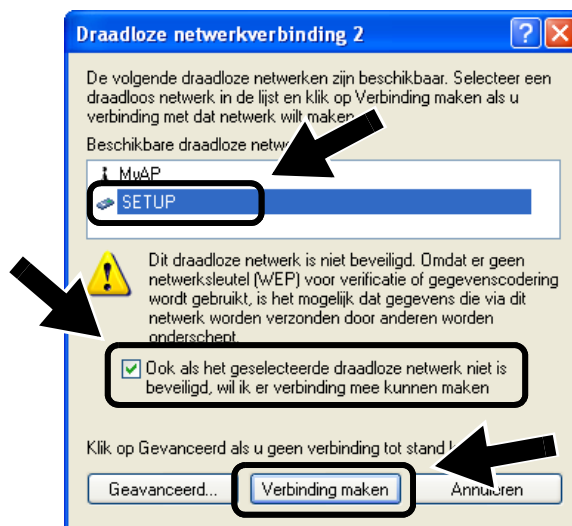 Draadloze netwerkverbinding 2
De volgende draadloze netwerken zijn beschikbaar. Selecteer een
draadloos netwerk in de lijst en klik op Verbinding maken als u
verbinding met dat netwerk wilt maken
Beschikbare draadloze
MyAP
SETUP
Dit draadloze netwerk is niet beveiligd. Omdat er geen
netwerksleutel (WEP) voor verificatie of gegevenscodering
wordt gebruikt, is het mogelijk dat gegevens die via dit
netwerk worden verzonden door anderen worden
onderschept.
Ook als het geselecteerde draadloze netwerk niet is
beveiligd, wil ik er verbinding mee kunnen maken
Klik op Gevanceerd als u geen verbinding tot stand
Geavanceerd... Verbinding maken Annuleren